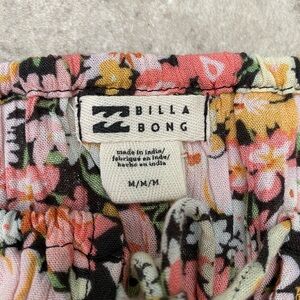 BILLA
BONG
made in india/
fabriqué en inde/
hecho en india
M/M/M